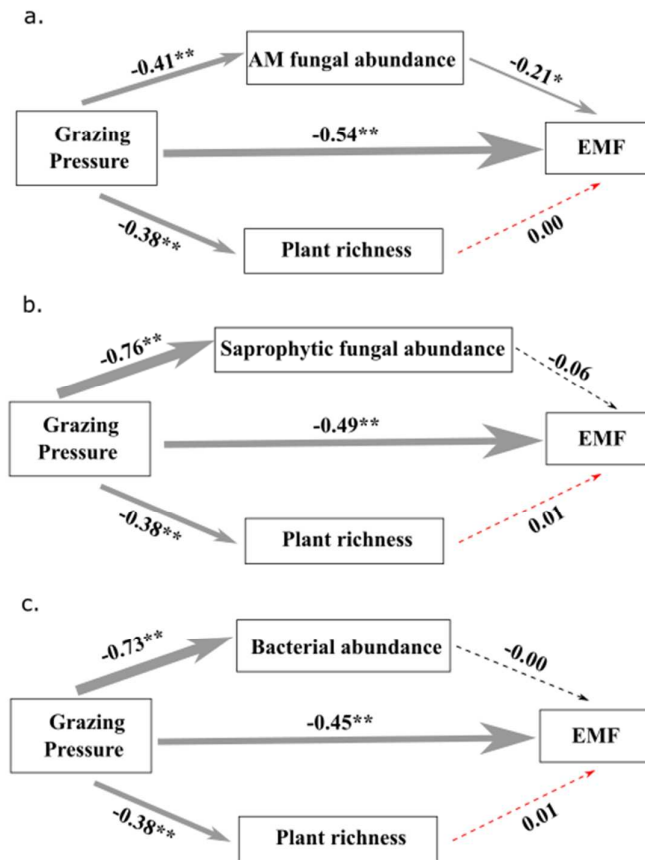 a.
-0.41**
AM fungal abundance
-0.21*
Grazing
Pressure
-0.54**
EMF
-0.38**
Plant richness
0.00
b.
-0.76**
Saprophytic fungal abundance
-0.06
Grazing
Pressure
-0.49**
EMF
-0.38**
Plant richness
0.01
c.
-0.73**
Bacterial abundance
-0.00
Grazing
Pressure
-0.45**
EMF
-0.38**
Plant richness
0.01